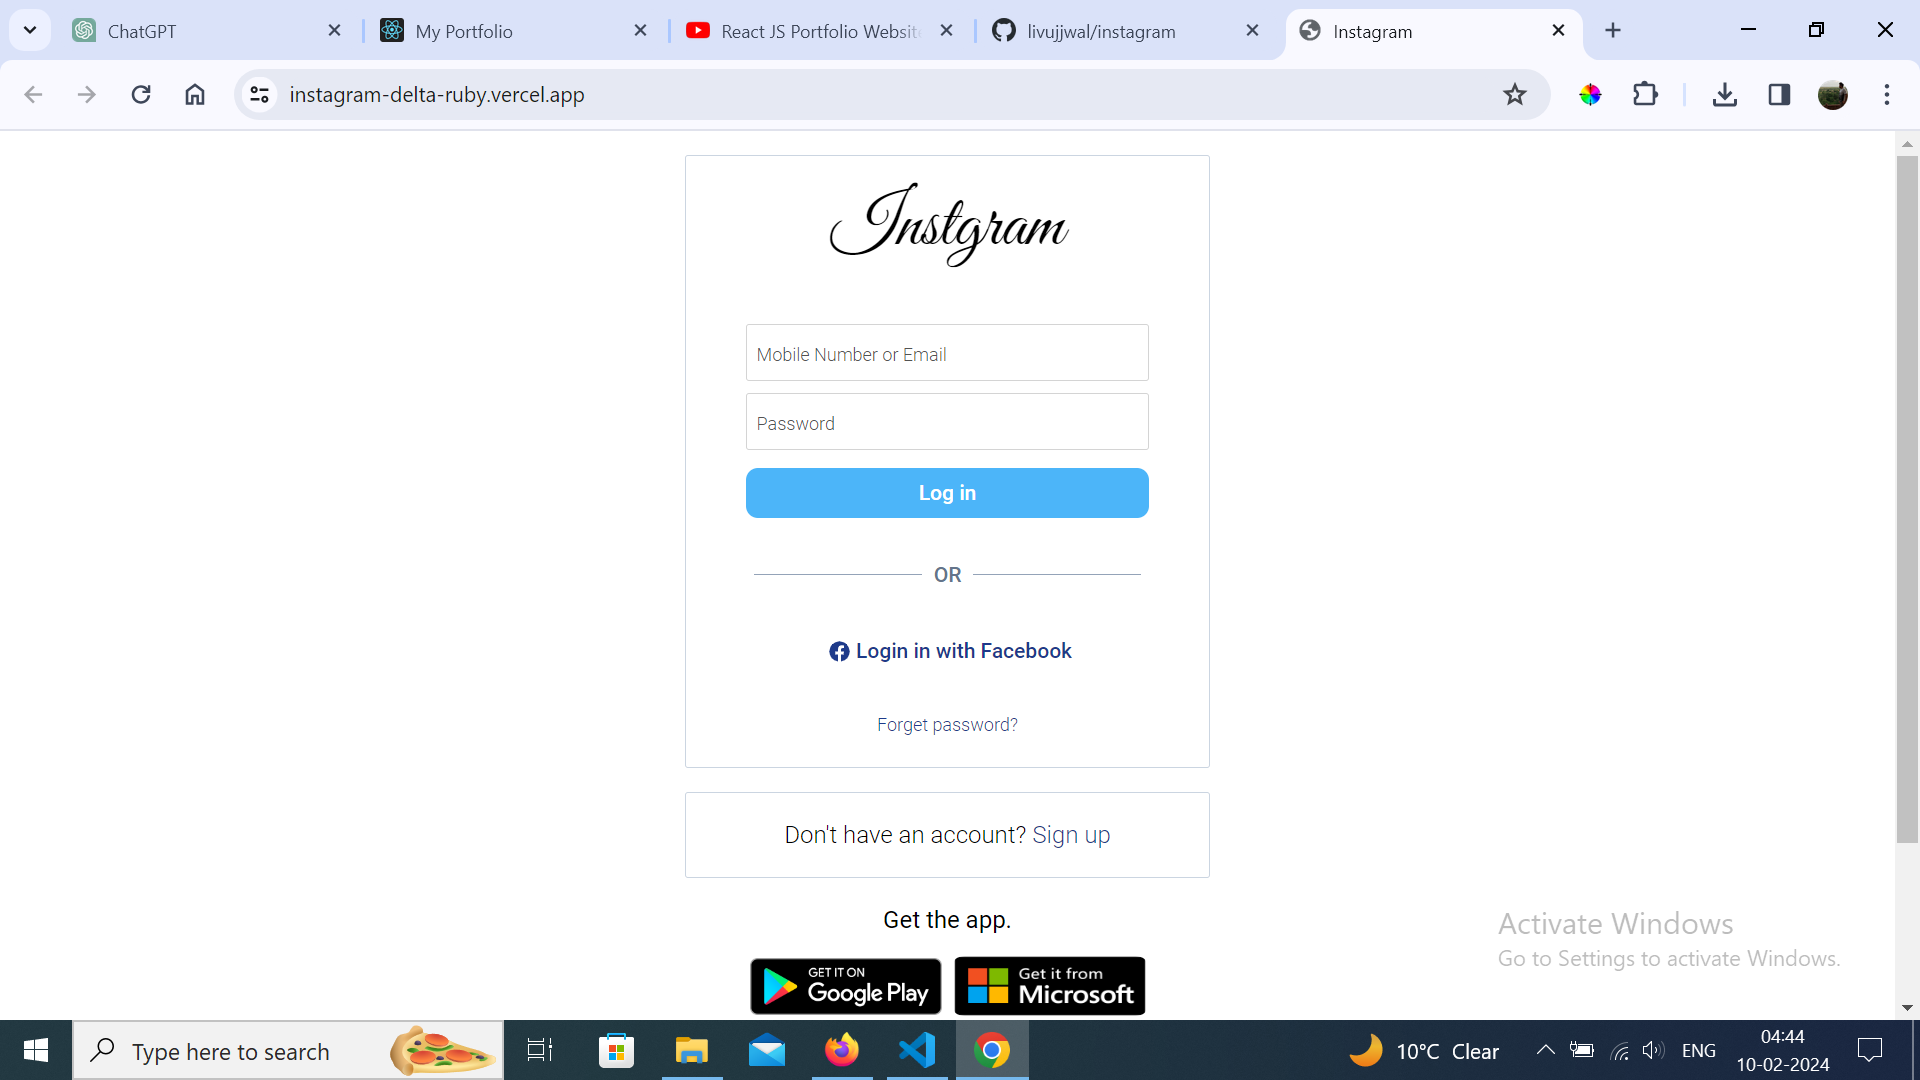 ChatGPT
My Portfolio
React JS Portfolio Website
livujjwal/instagram
Instagram
instagram-delta-ruby.vercel.app
Instgram
Mobile Number or Email
Password
Log in
OR
Login in with Facebook
Forget password?
Don't have an account? Sign up
Get the app.
GET IT ON
Google Play
Get it from
Microsoft
Activate Windows
Go to Settings to activate Windows.
Type here to search
10°C Clear
ENG
04:44
10-02-2024